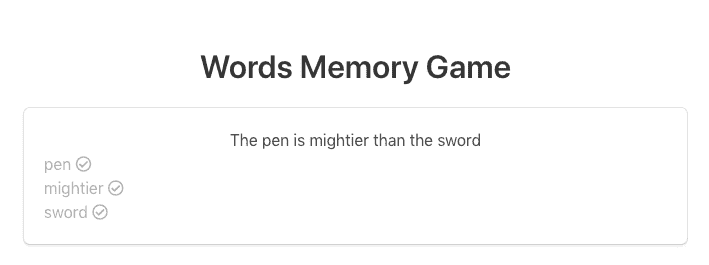 Words Memory Game
The pen is mightier than the sword
pen
mightier
sword